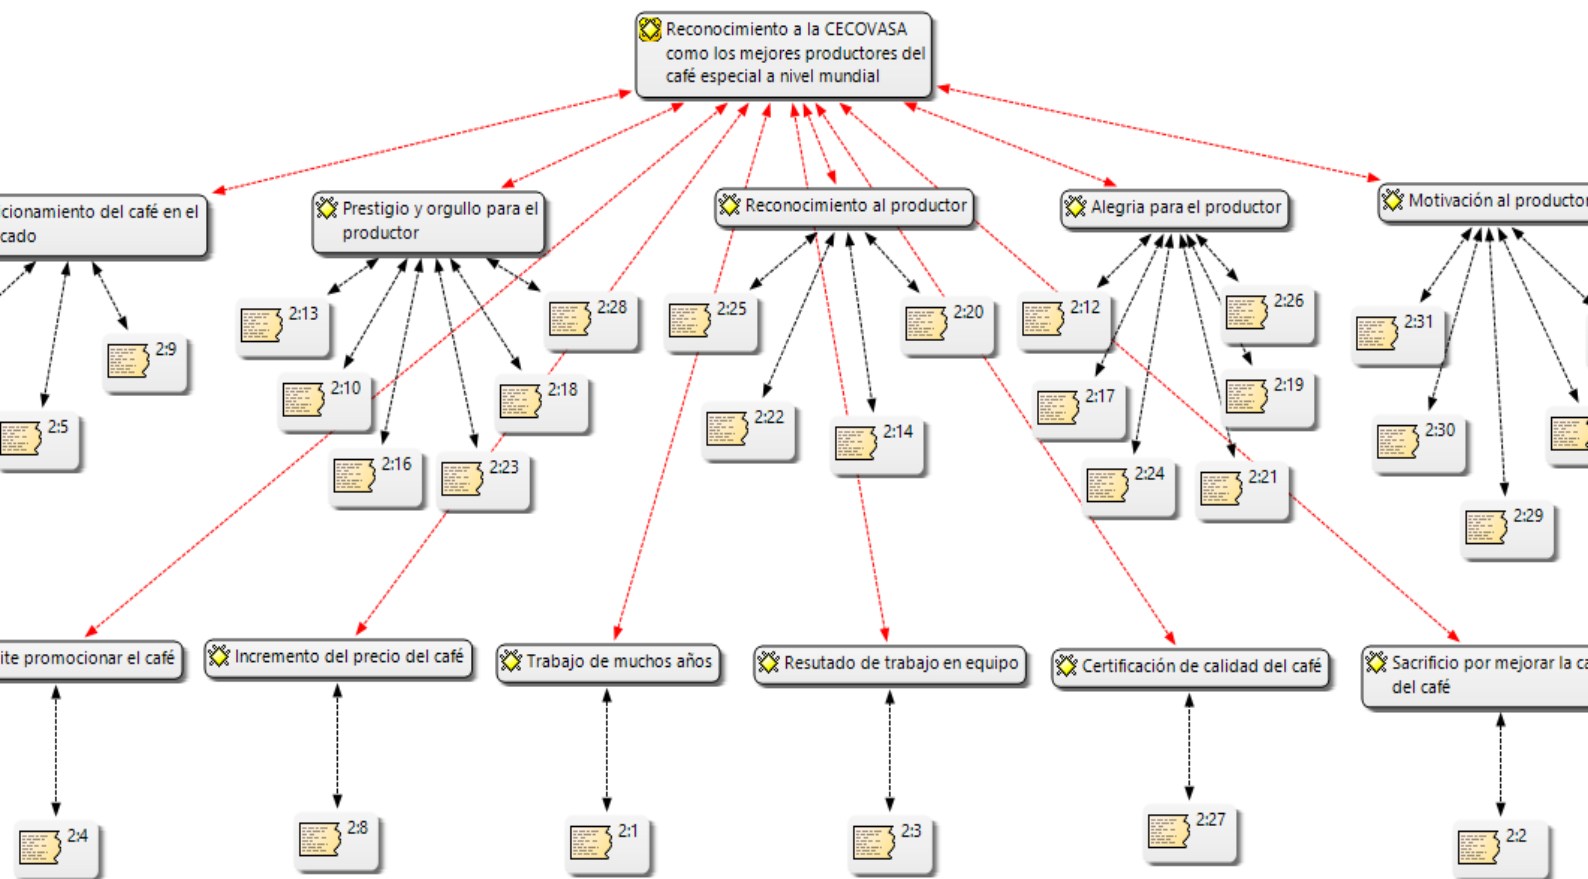 Reconocimiento a la CECOVASA
como los mejores productores del
café especial a nivel mundial
cionamiento del café en el
cado
Prestigio y orgullo para el
productor
Reconocimiento al productor
Alegria para el productor
Motivación al productor
2:9
2:5
2:13
2:28
2:10
2:18
2:16
2:23
2:25
2:20
2:22
2:14
2:12
2:26
2:17
2:19
2:24
2:21
2:31
2:30
2:29
ite promocionar el café
Incremento del precio del café
Trabajo de muchos años
Resutado de trabajo en equipo
Certificación de calidad del café
Sacrificio por mejorar la ca
del café
2:4
2:8
2:1
2:3
2:27
2:2